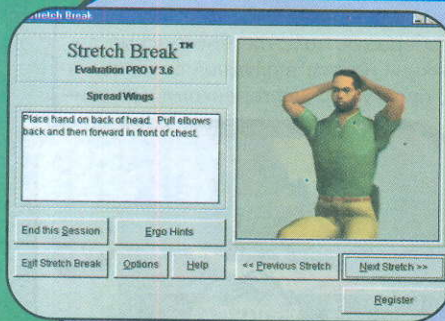 Stretch Break
Stretch Break™
Evaluation PRO V 3.6
Spread Wings
Place hand on back of head. Pull elbows
back and then forward in front of chest.
End this Session
Ergo Hints
Exit Stretch Break
Options
Help
<< Previous Stretch
Next Stretch >>
Register